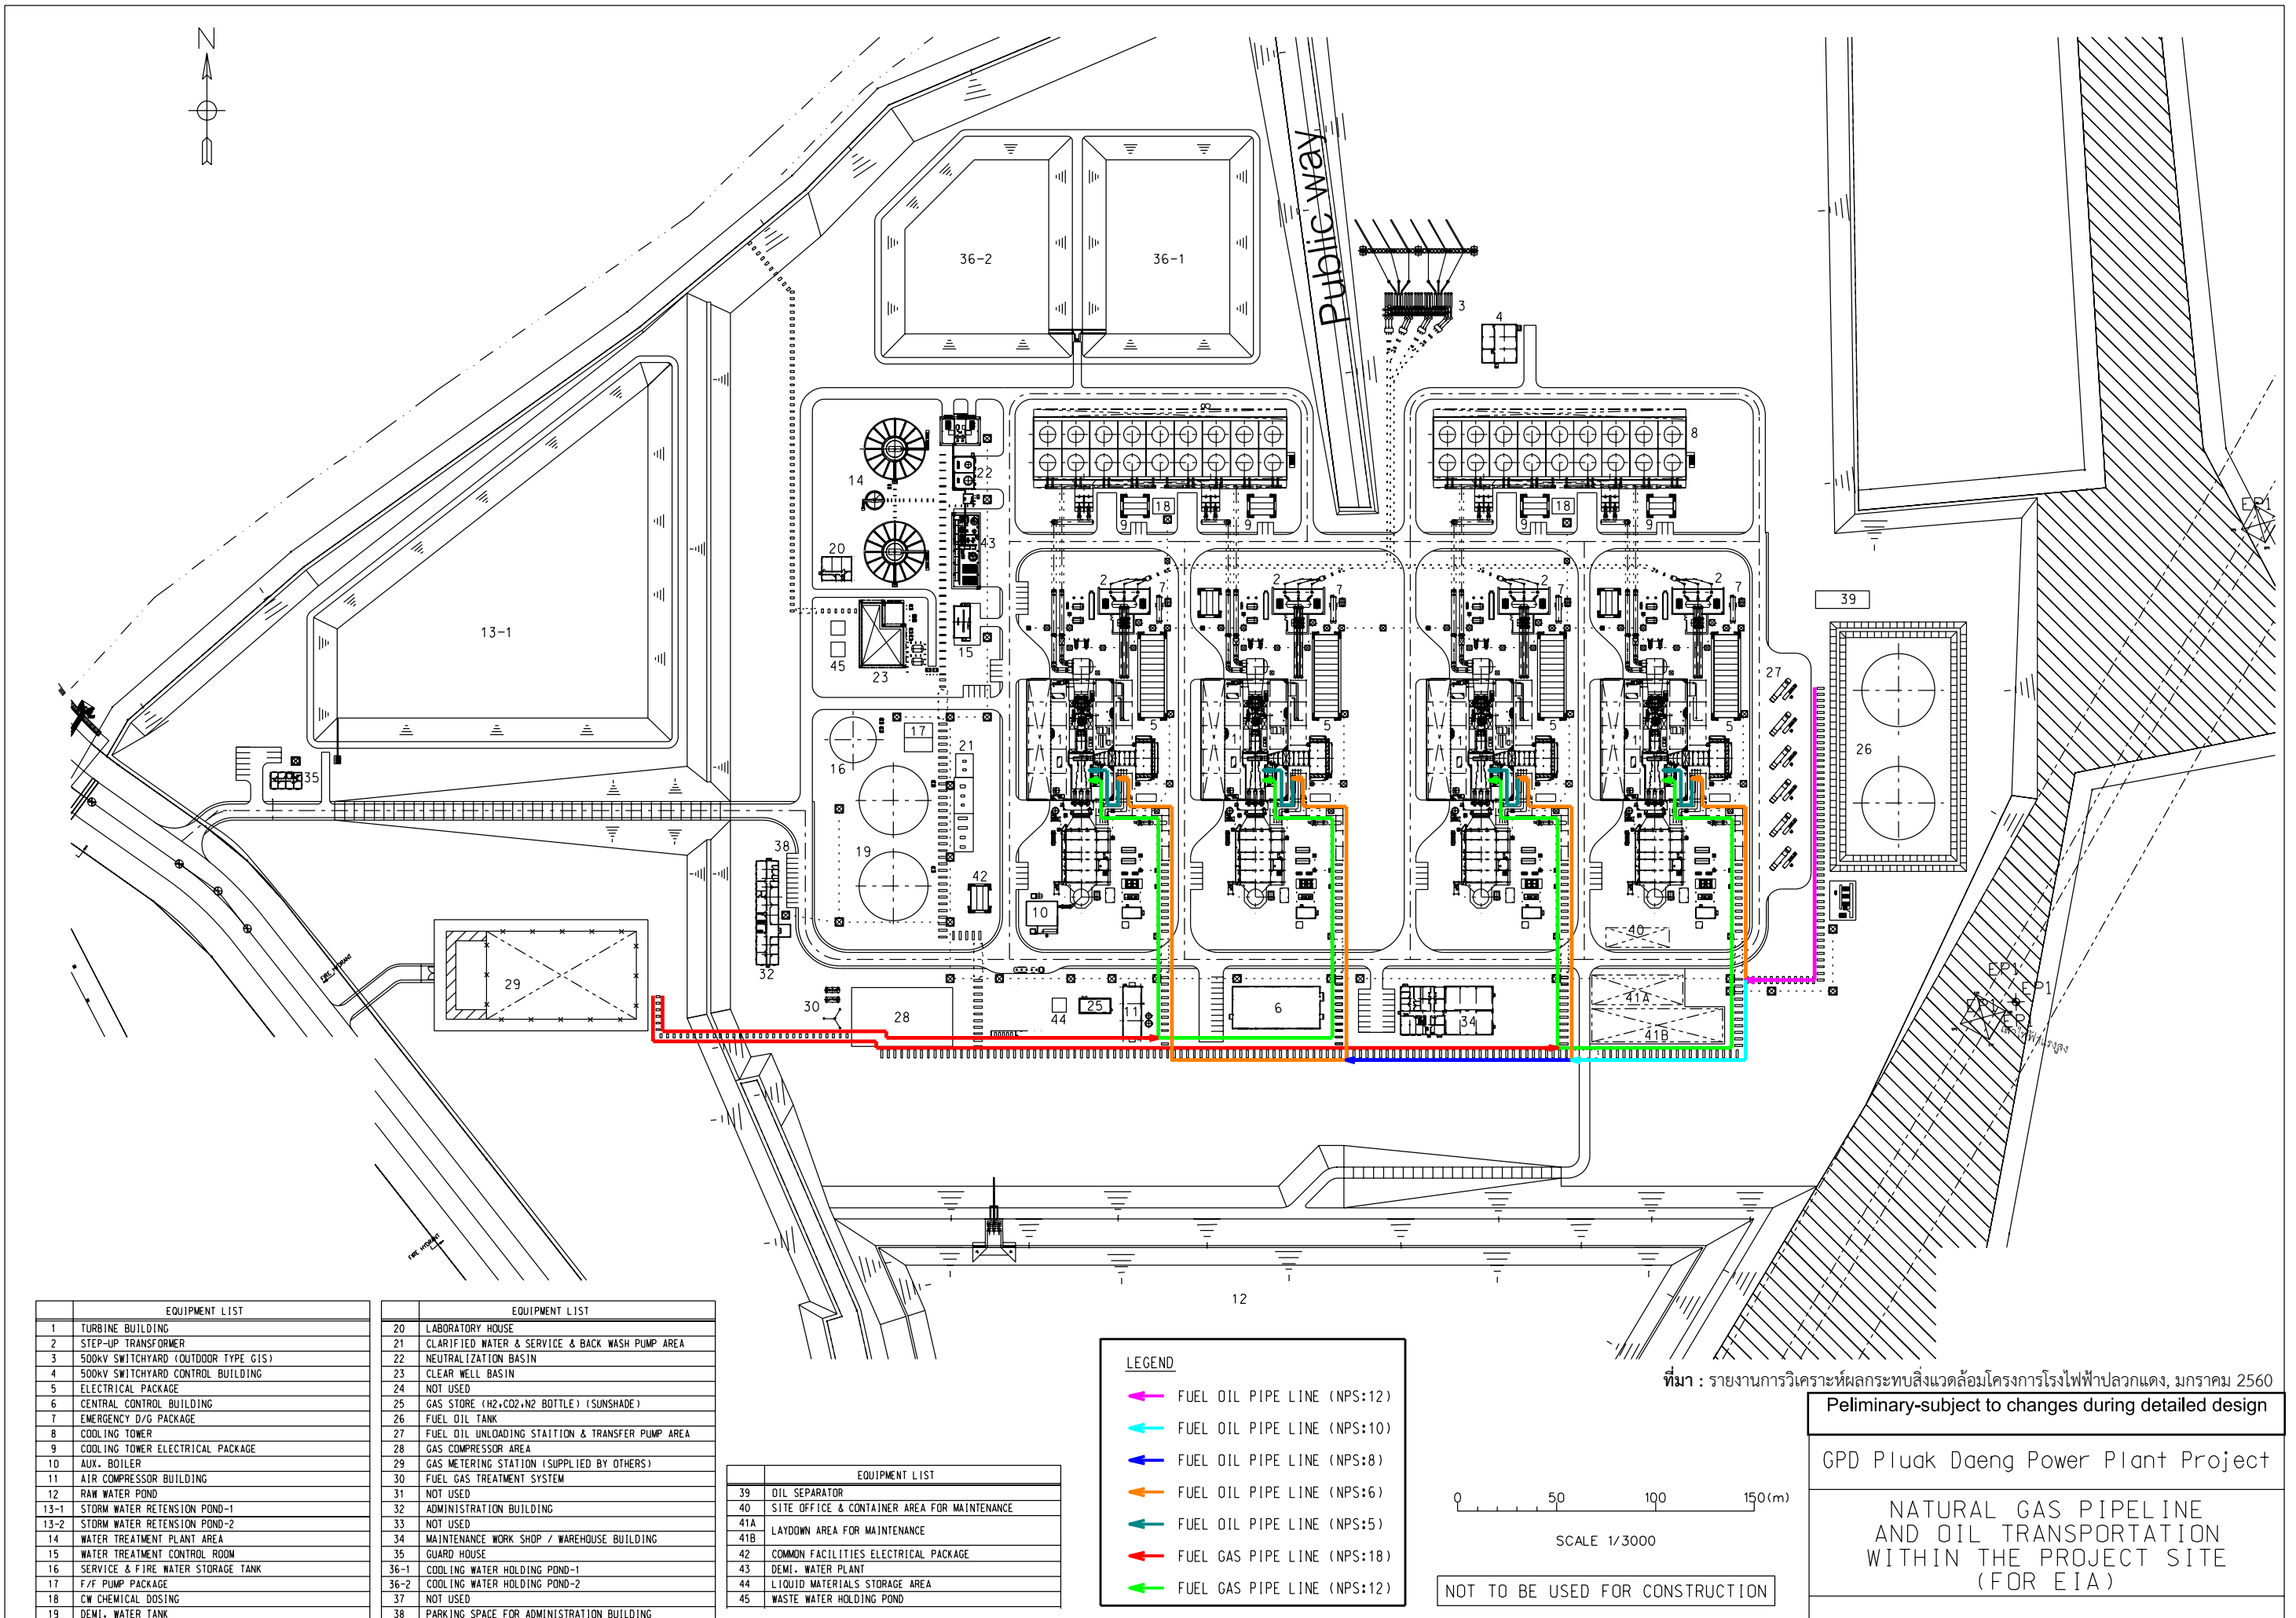 N
Public way
36-2
36-1
3
4
8
8
22
14
18
9
9
18
9
9
43
20
2
7
2
7
2
7
2
7
39
13-1
45
23
15
27
5
5
5
5
17
21
16
1
1
1
1
26
35
38
19
42
10
40
32
29
30
28
44
25
11
6
34
41A
41B
EP1
EP1
EP1
EP1
EP1
FIRE HYDRANT
FIRE HYDRANT
12
EQUIPMENT LIST
1 TURBINE BUILDING
2 STEP-UP TRANSFORMER
3 500kV SWITCHYARD (OUTDOOR TYPE GIS)
4 500kV SWITCHYARD CONTROL BUILDING
5 ELECTRICAL PACKAGE
6 CENTRAL CONTROL BUILDING
7 EMERGENCY D/G PACKAGE
8 COOLING TOWER
9 COOLING TOWER ELECTRICAL PACKAGE
10 AUX. BOILER
11 AIR COMPRESSOR BUILDING
12 RAW WATER POND
13-1 STORM WATER RETENSION POND-1
13-2 STORM WATER RETENSION POND-2
14 WATER TREATMENT PLANT AREA
15 WATER TREATMENT CONTROL ROOM
16 SERVICE & FIRE WATER STORAGE TANK
17 F/F PUMP PACKAGE
18 CW CHEMICAL DOSING
19 DEMI. WATER TANK
EQUIPMENT LIST
20 LABORATORY HOUSE
21 CLARIFIED WATER & SERVICE & BACK WASH PUMP AREA
22 NEUTRALIZATION BASIN
23 CLEAR WELL BASIN
24 NOT USED
25 GAS STORE (H2,CO2,N2 BOTTLE) (SUNSHADE)
26 FUEL OIL TANK
27 FUEL OIL UNLOADING STAITION & TRANSFER PUMP AREA
28 GAS COMPRESSOR AREA
29 GAS METERING STATION (SUPPLIED BY OTHERS)
30 FUEL GAS TREATMENT SYSTEM
31 NOT USED
32 ADMINISTRATION BUILDING
33 NOT USED
34 MAINTENANCE WORK SHOP / WAREHOUSE BUILDING
35 GUARD HOUSE
36-1 COOLING WATER HOLDING POND-1
36-2 COOLING WATER HOLDING POND-2
37 NOT USED
38 PARKING SPACE FOR ADMINISTRATION BUILDING
EQUIPMENT LIST
39 OIL SEPARATOR
40 SITE OFFICE & CONTAINER AREA FOR MAINTENANCE
41A
41B LAYDOWN AREA FOR MAINTENANCE
42 COMMON FACILITIES ELECTRICAL PACKAGE
43 DEMI. WATER PLANT
44 LIQUID MATERIALS STORAGE AREA
45 WASTE WATER HOLDING POND
LEGEND
FUEL OIL PIPE LINE (NPS:12)
FUEL OIL PIPE LINE (NPS:10)
FUEL OIL PIPE LINE (NPS:8)
FUEL OIL PIPE LINE (NPS:6)
FUEL OIL PIPE LINE (NPS:5)
FUEL GAS PIPE LINE (NPS:18)
FUEL GAS PIPE LINE (NPS:12)
0 50 100 150(m)
SCALE 1/3000
NOT TO BE USED FOR CONSTRUCTION
ที่มา : รายงานการวิเคราะห์ผลกระทบสิ่งแวดล้อมโครงการโรงไฟฟ้าปลวกแดง, มกราคม 2560
Peliminary-subject to changes during detailed design
GPD Pluak Daeng Power Plant Project
NATURAL GAS PIPELINE
AND OIL TRANSPORTATION
WITHIN THE PROJECT SITE
(FOR EIA)